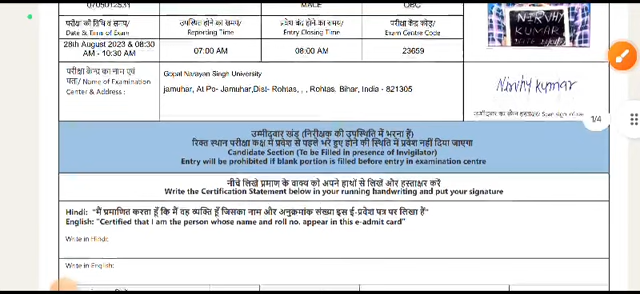 07050125
MALE
OBC
NIRVHY
KUMAR
परीक्षा की तिथि व समय/
Date & Time of Exam
उपस्थित होने का समय/
Reporting Time
प्रवेश बंद होने का समय/
Entry Closing Time
परीक्षा केंद्र कोड/
Exam Centre Code
28th August 2023 & 08:30
AM - 10:30 AM
07:00 AM
08:00 AM
23659
परीक्षा केन्द्र का नाम एवं
पता/ Name of Examination
Center & Address :
Gopal Narayan Singh University
jamuhar, At Po- Jamuhar,Dist- Rohtas, , , Rohtas, Bihar, India - 821305
Nirvhy Kumar
1/4
उम्मीदवार खंड (निरीक्षक की उपस्थिति में भरना है)
रिक्त स्थान परीक्षा कक्ष में प्रवेश से पहले भरे हुए होने की स्थिति में प्रवेश नहीं दिया जाएगा
Candidate Section (To be Filled in Presence of Invigilator)
Entry will be prohibited if blank portion is filled before entry in examination centre
नीचे लिखे प्रमाण के वाक्य को अपने हाथों से लिखें और हस्ताक्षर करें
Write the Certification Statement below in your running handwriting and put your signature
Hindi: "मैं प्रमाणित करता हूँ कि मैं वह व्यक्ति हूँ जिसका नाम और अनुक्रमांक संख्या इस ई-प्रवेश पत्र पर लिखा हैं"
English: "Certified that I am the person whose name and roll no. appear in this e-admit card"
Write in Hindi:
Write in English: